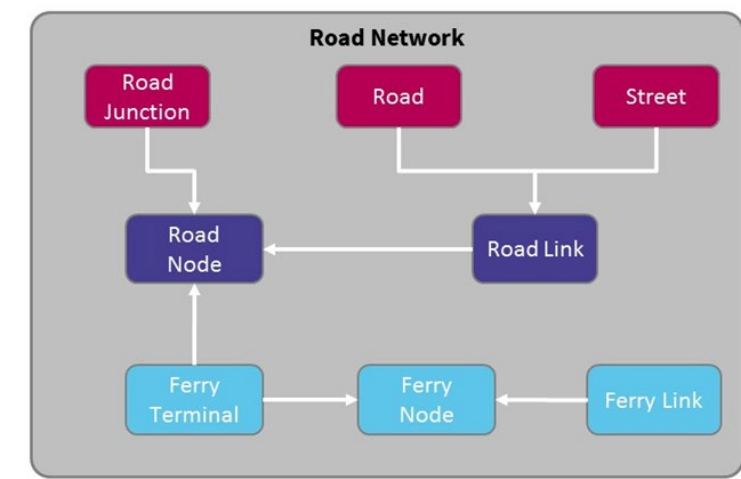 Road Network
Road
Junction
Road
Street
Road
Node
Road Link
Ferry
Terminal
Ferry
Node
Ferry Link